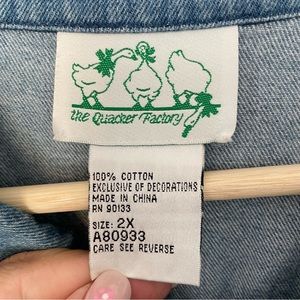 the Quacker Factory
100% COTTON
EXCLUSIVE OF DECORATIONS
MADE IN CHINA
RN 90133
SIZE: 2X
A80933
CARE SEE REVERSE